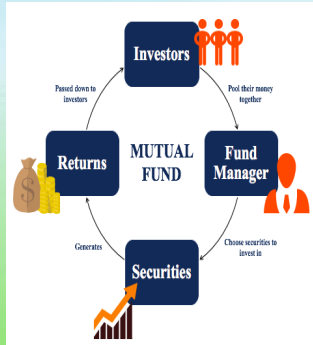 Investors
Passed down to
investors
Pool their money
together
Returns
MUTUAL
FUND
Fund
Manager
Generates
Choose securities to
invest in
Securities
$